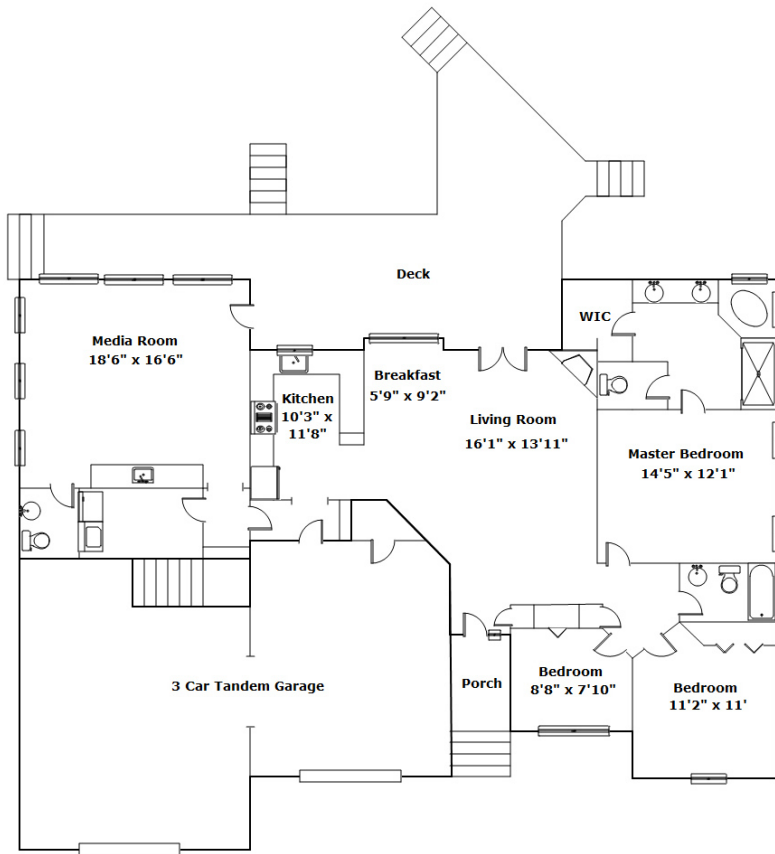 Deck
WIC
Media Room
18'6" x 16'6"
Breakfast
5'9" x 9'2"
Kitchen
10'3" x
11'8"
Living Room
16'1" x 13'11"
Master Bedroom
14'5" x 12'1"
3 Car Tandem Garage
Porch
Bedroom
8'8" x 7'10"
Bedroom
11'2" x 11'